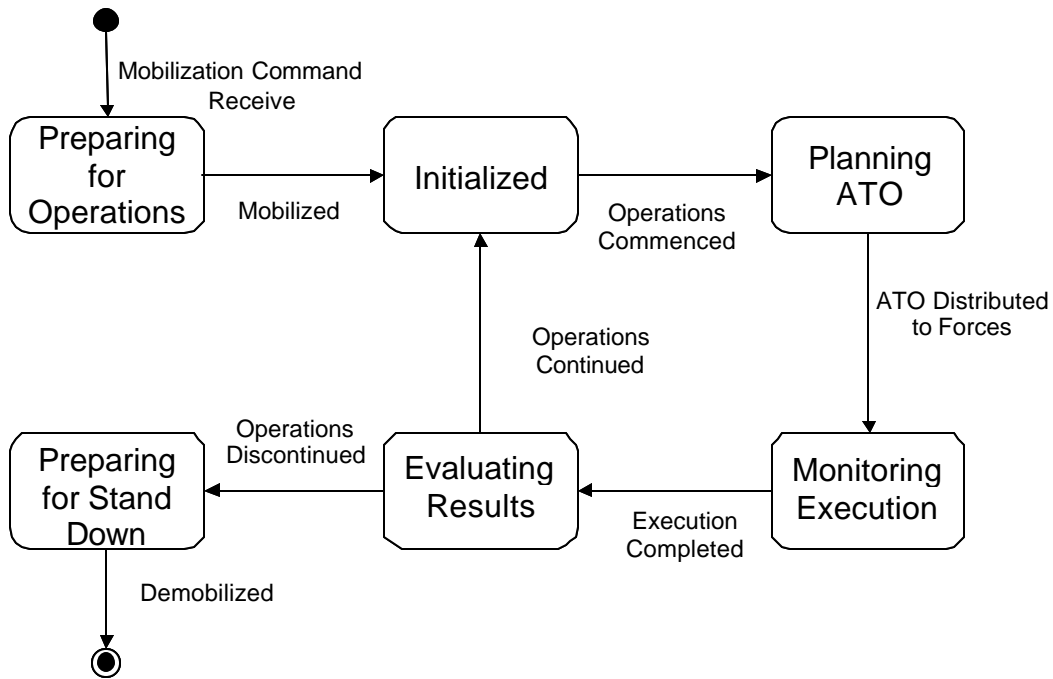 Mobilization Command
Receive
Preparing
for
Operations
Mobilized
Initialized
Operations
Commenced
Planning
ATO
ATO Distributed
to Forces
Operations
Continued
Operations
Discontinued
Preparing
for Stand
Down
Evaluating
Results
Execution
Completed
Monitoring
Execution
Demobilized